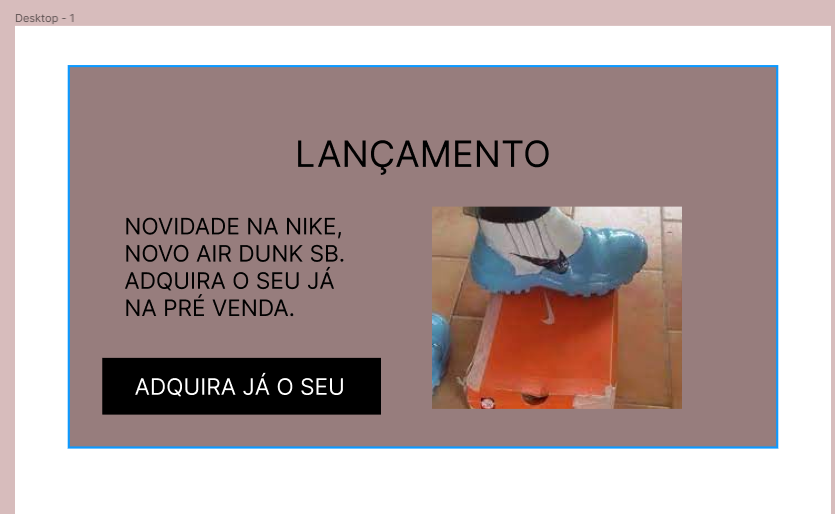 Desktop - 1
LANÇAMENTO
NOVIDADE NA NIKE,
NOVO AIR DUNK SB.
ADQUIRA O SEU JÁ
NA PRÉ VENDA.
ADQUIRA JÁ O SEU